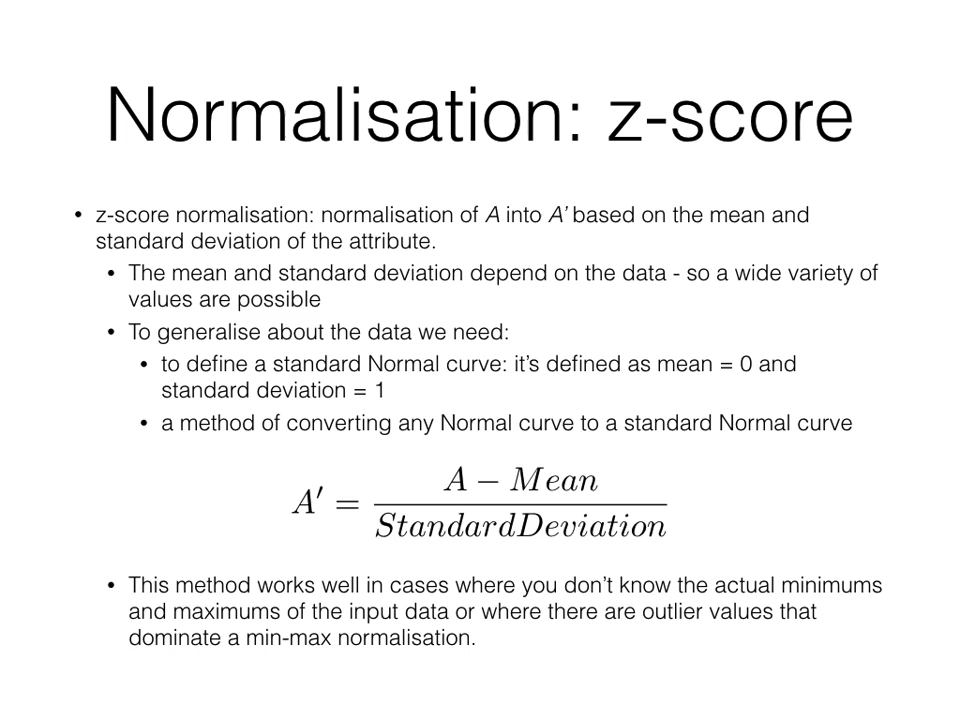 Normalisation: z-score
• z-score normalisation: normalisation of A into A’ based on the mean and
standard deviation of the attribute.
• The mean and standard deviation depend on the data - so a wide variety of
values are possible
• To generalise about the data we need:
• to define a standard Normal curve: it’s defined as mean = 0 and
standard deviation = 1
• a method of converting any Normal curve to a standard Normal curve
A − Mean
A′ =
StandardDeviation
• This method works well in cases where you don’t know the actual minimums
and maximums of the input data or where there are outlier values that
dominate a min-max normalisation.